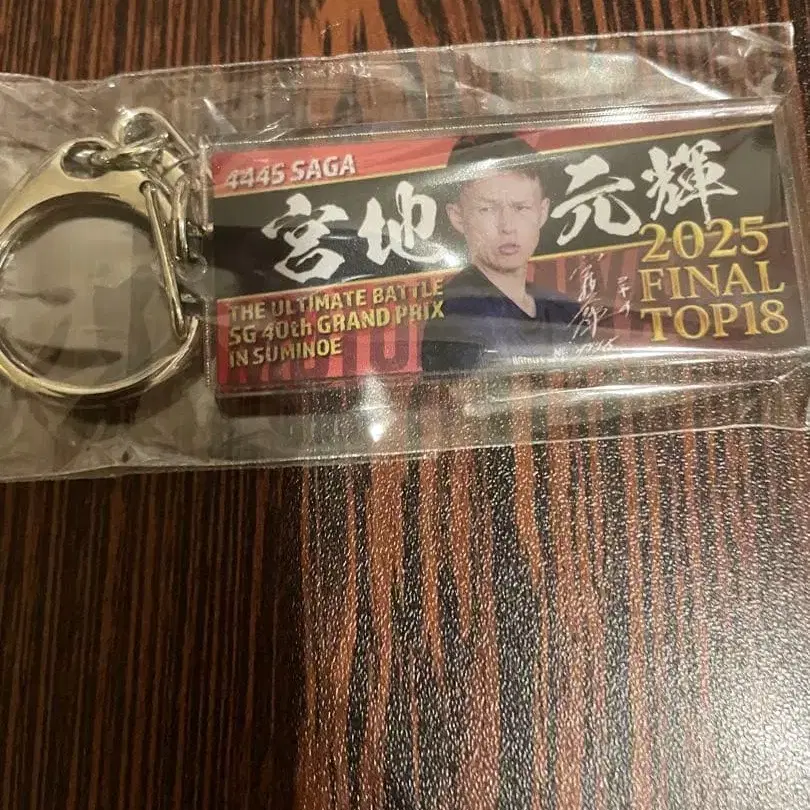 4445 SAGA
宮地 元輝
THE ULTIMATE BATTLE
SG 40th GRAND PRIX
IN SUMINOE
2025
FINAL
TOP18